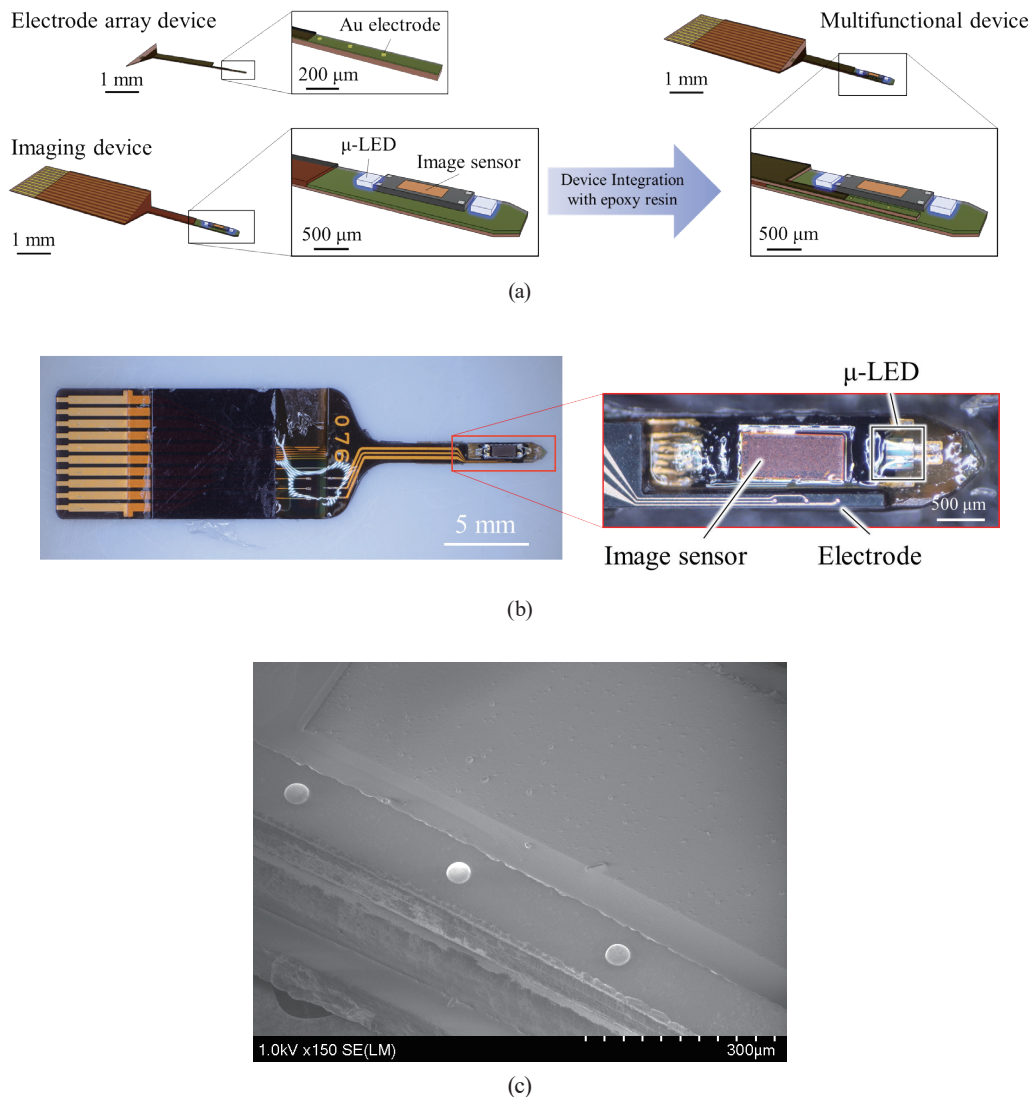 Electrode array device
Au electrode
1 mm
200 μm
Multifunctional device
1 mm
Imaging device
μ-LED
Image sensor
1 mm
500 μm
Device Integration
with epoxy resin
500 μm
(a)
0.76
5 mm
μ-LED
500 μm
Image sensor
Electrode
(b)
1.0kV x150 SE(LM)
300μm
(c)